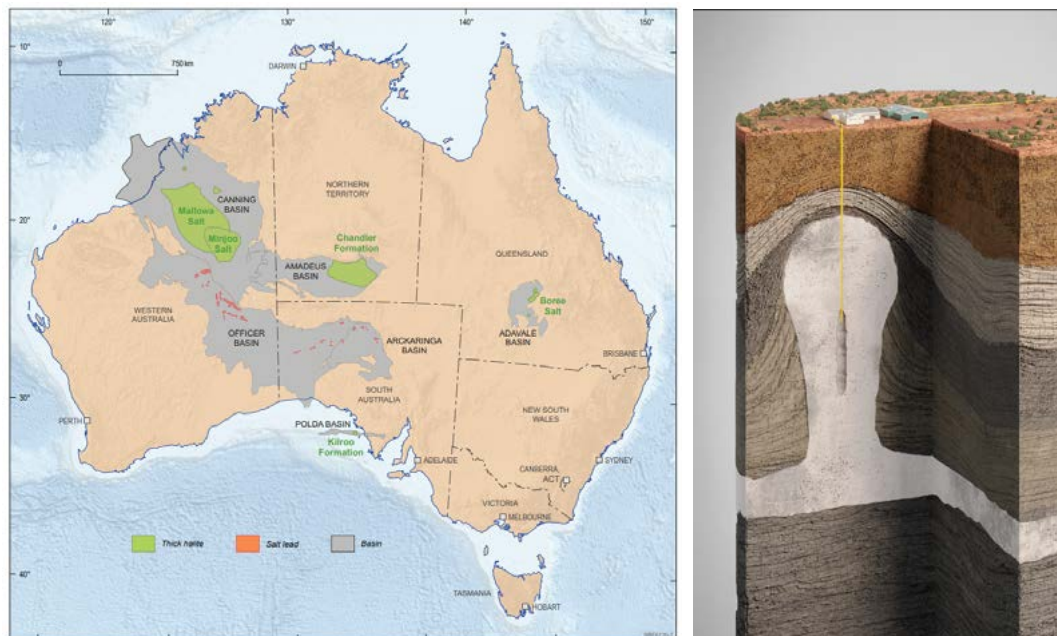 120°
130°
140°
150°
10°
0
750 km
DARWIN
NORTHERN
TERRITORY
CANNING
BASIN
20°
Mallowa
Salt
Minjoo
Salt
Chandler
Formation
QUEENSLAND
AMADEUS
BASIN
WESTERN
AUSTRALIA
Boree
Salt
OFFICER
BASIN
ARCKARINGA
BASIN
ADAVALE
BASIN
BRISBANE
SOUTH
AUSTRALIA
30°
NEW SOUTH
WALES
PERTH
POLDA BASIN
Kilroo
Formation
ADELAIDE
SYDNEY
CANBERRA
ACT
VICTORIA
MELBOURNE
Thick halite
Salt lead
Basin
40°
TASMANIA
HOBART